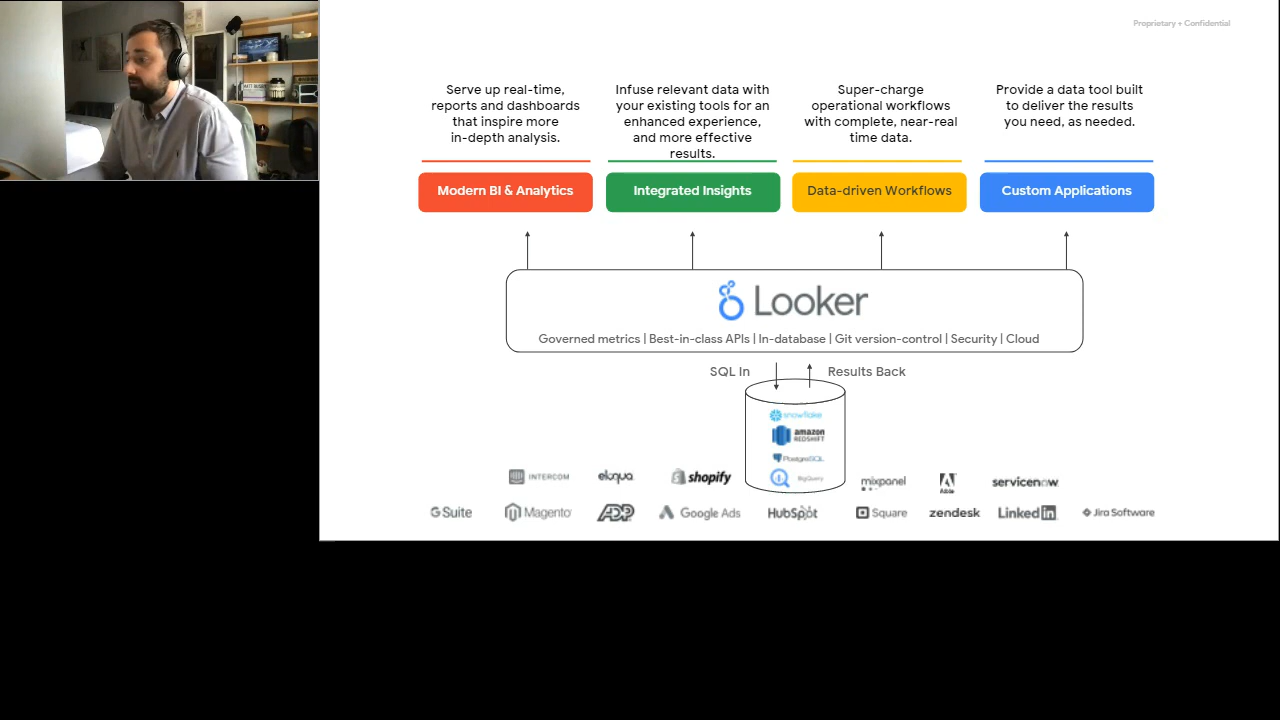 Proprietary + Confidential
Serve up real-time,
reports and dashboards
that inspire more
in-depth analysis.
Infuse relevant data with
your existing tools for an
enhanced experience,
and more effective
results.
Super-charge
operational workflows
with complete, near-real
time data.
Provide a data tool built
to deliver the results
you need, as needed.
Modern BI & Analytics
Integrated Insights
Data-driven Workflows
Custom Applications
Looker
Governed metrics | Best-in-class APIs | In-database | Git version-control | Security | Cloud
SQL In
Results Back
snowflake
amazon
REDSHIFT
PostgreSQL
BigQuery
INTERCOM
eloqua
shopify
mixpanel
Adobe
servicenow
G Suite
Magento
ADP
Google Ads
HubSpot
Square
zendesk
Linked in
Jira Software